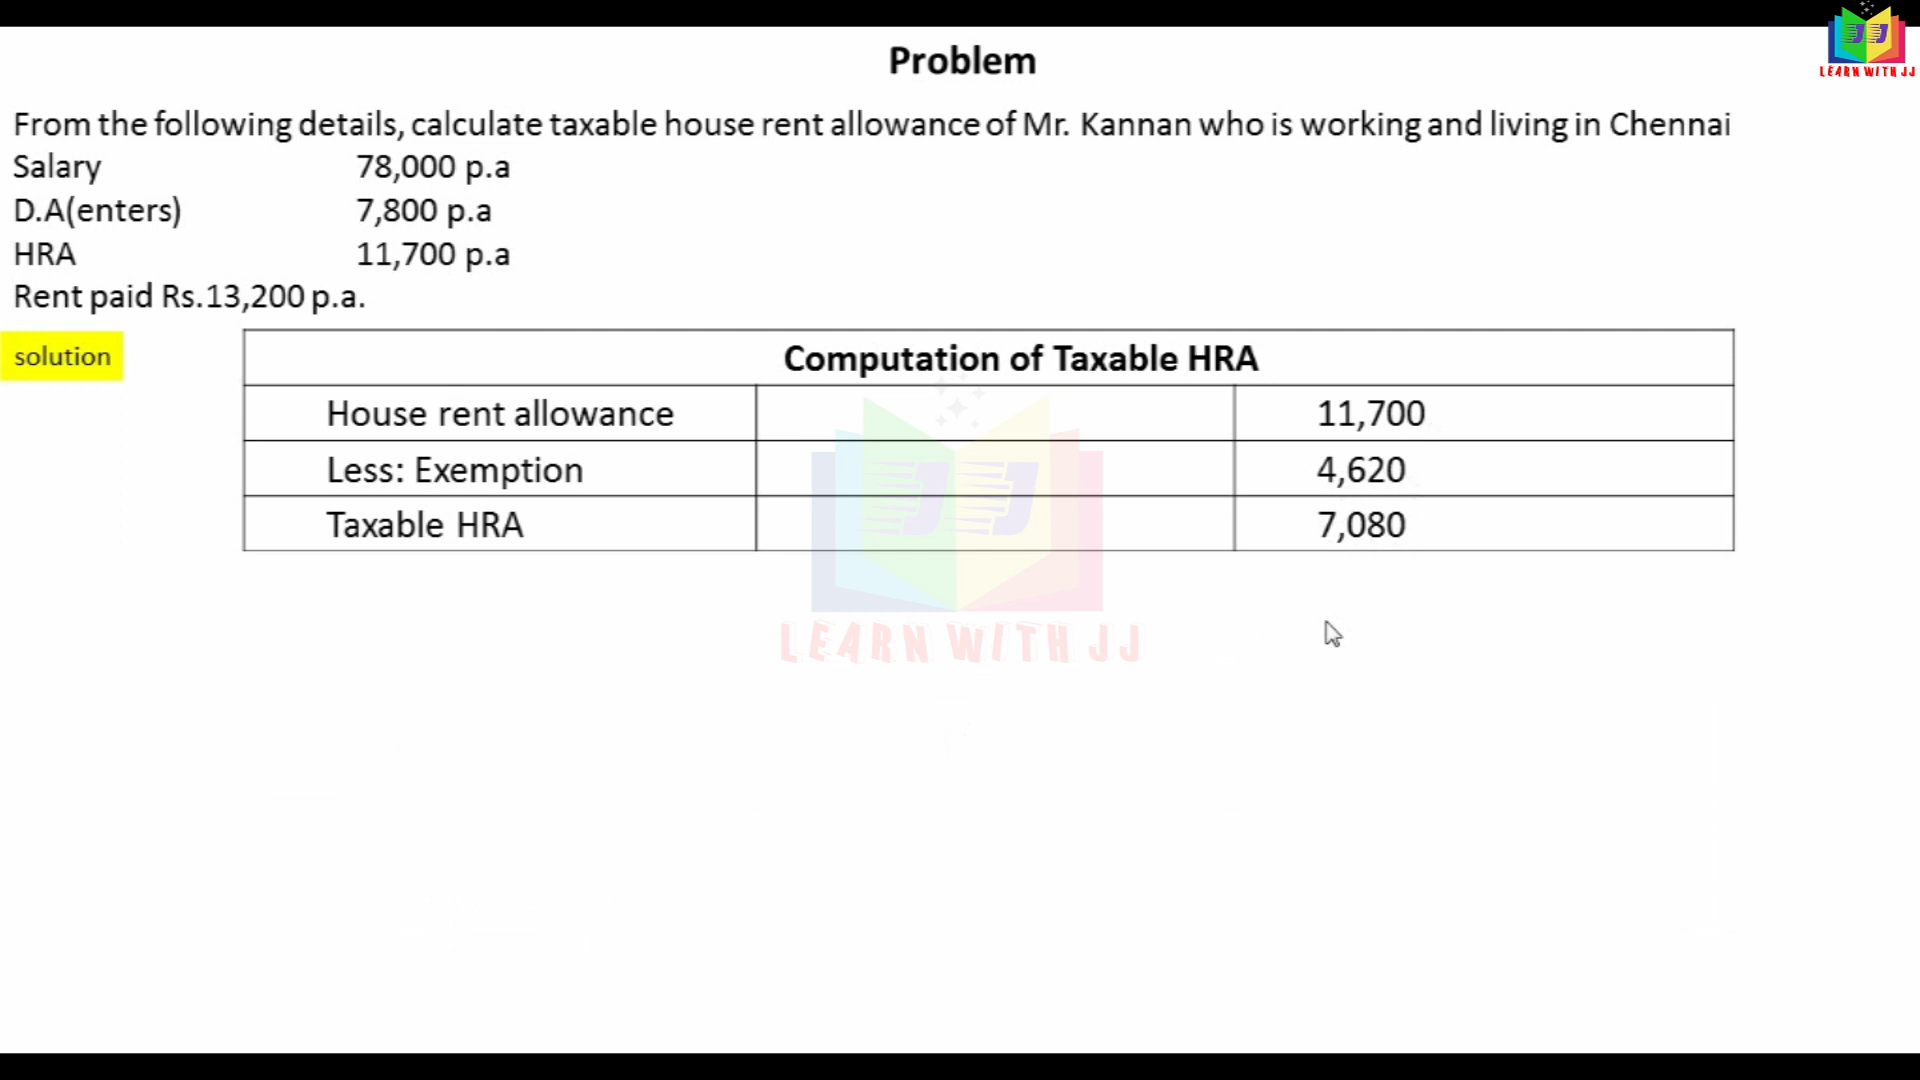 LEARN WITH JJ
Problem
From the following details, calculate taxable house rent allowance of Mr. Kannan who is working and living in Chennai
Salary 78,000 p.a
D.A(enters) 7,800 p.a
HRA 11,700 p.a
Rent paid Rs.13,200 p.a.
solution
Computation of Taxable HRA
House rent allowance 11,700
Less: Exemption 4,620
Taxable HRA 7,080
JJ
LEARN WITH JJ